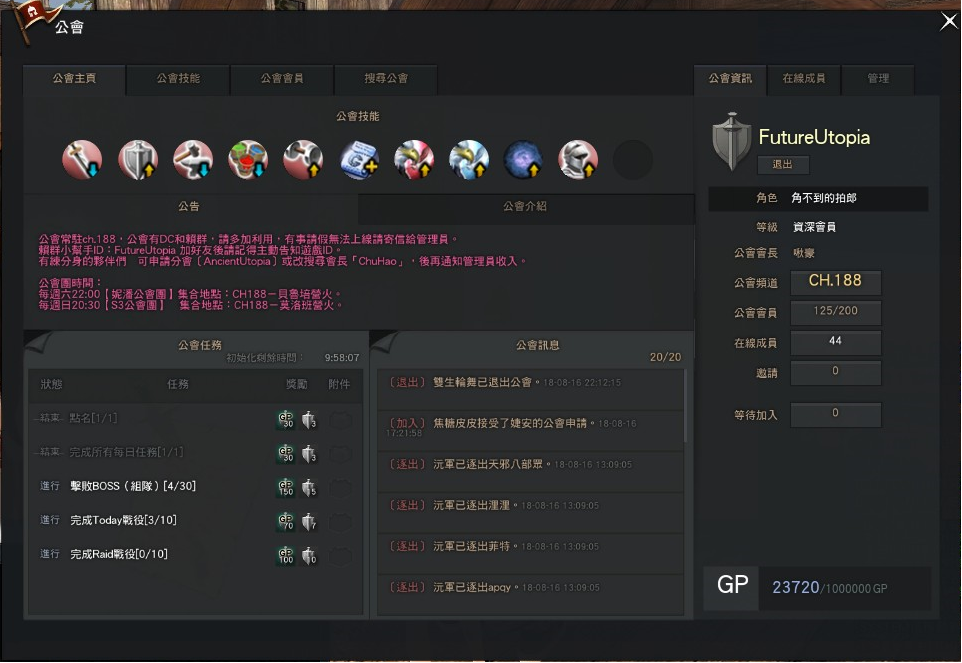 公會
公會主頁 公會技能 公會會員 搜尋公會
公會技能
公告 公會介紹
公會常駐ch.188，公會有DC和賴群，請多加利用，有事請假無法上線請寄信給管理員。
賴群小幫手ID：FutureUtopia 加好友後請記得主動告知遊戲ID。
有練分身的夥伴們 可申請分會〔AncientUtopia〕或改搜尋會長「ChuHao」，後再通知管理員收入。
公會團時間：
每週六22:00【妮潘公會團】集合地點：CH188－貝魯培營火。
每週日20:30【S3公會團】 集合地點：CH188－莫洛班營火。
公會任務
初始化剩餘時間： 9:58:07
狀態 任務 獎勵 附件
結束 點名[1/1] GP 30 3
結束 完成所有每日任務[1/1] GP 30 3
進行 擊敗BOSS（組隊）[4/30] GP 150 5
進行 完成Today戰役[3/10] GP 70 7
進行 完成Raid戰役[0/10] GP 100
公會訊息
20/20
〔退出〕 雙生輪舞已退出公會。18-08-16 22:12:15
〔加入〕 焦糖皮皮接受了婕安的公會申請。18-08-16
17:21:58
〔逐出〕 沅軍已逐出天邪八部眾。18-08-16 13:09:05
〔逐出〕 沅軍已逐出浬浬。18-08-16 13:09:05
〔逐出〕 沅軍已逐出菲特。18-08-16 13:09:05
〔逐出〕 沅軍已逐出apqy。18-08-16 13:09:05
公會資訊 在線成員 管理
FutureUtopia
退出
角色 角不到的拍郎
等級 資深會員
公會會長 啾豪
公會頻道 CH.188
公會會員 125/200
在線成員 44
邀請 0
等待加入 0
GP 23720/1000000 GP